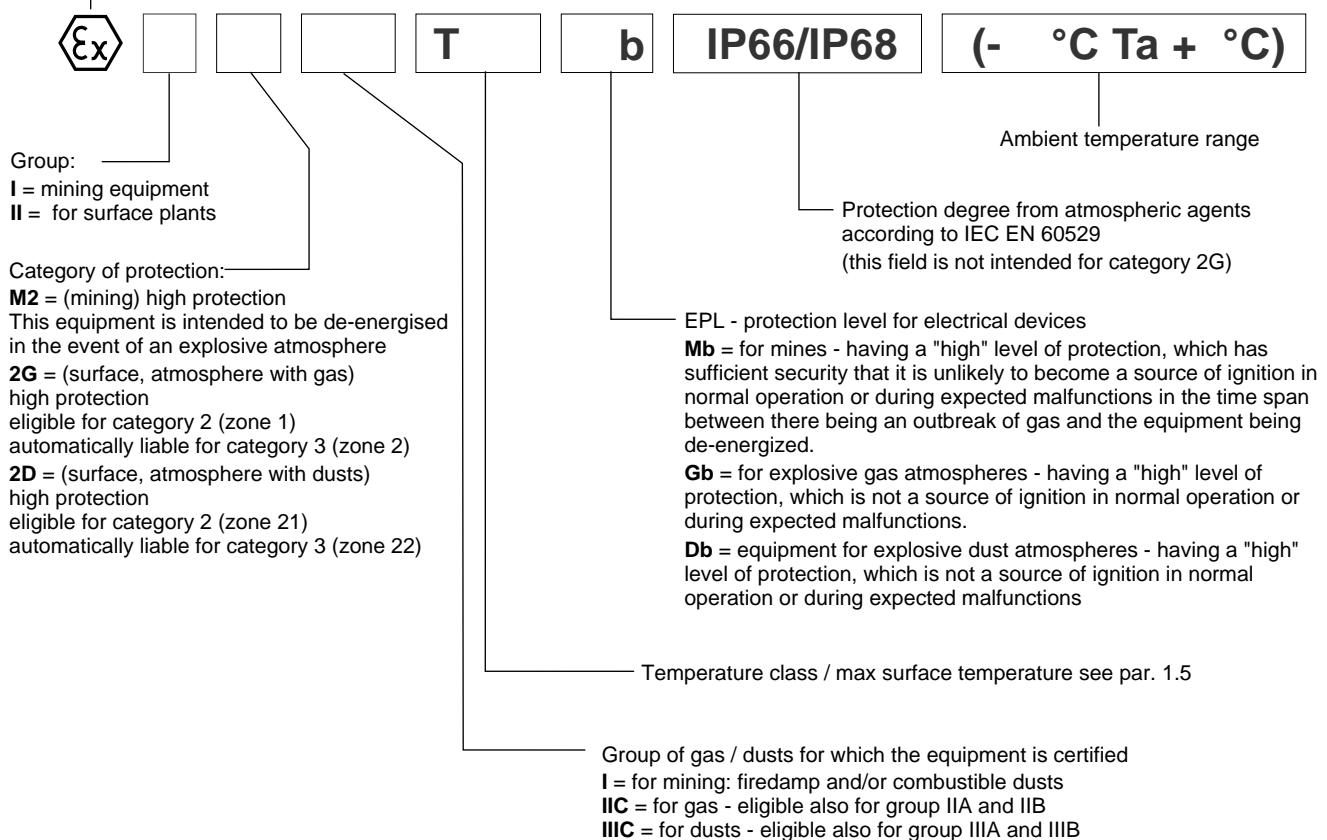 Ex T b IP66/IP68 (- °C Ta + °C)
Group:
I = mining equipment
II = for surface plants
Category of protection:
M2 = (mining) high protection
This equipment is intended to be de-energised
in the event of an explosive atmosphere
2G = (surface, atmosphere with gas)
high protection
eligible for category 2 (zone 1)
automatically liable for category 3 (zone 2)
2D = (surface, atmosphere with dusts)
high protection
eligible for category 2 (zone 21)
automatically liable for category 3 (zone 22)
Ambient temperature range
Protection degree from atmospheric agents
according to IEC EN 60529
(this field is not intended for category 2G)
EPL - protection level for electrical devices
Mb = for mines - having a "high" level of protection, which has
sufficient security that it is unlikely to become a source of ignition in
normal operation or during expected malfunctions in the time span
between there being an outbreak of gas and the equipment being
de-energized.
Gb = for explosive gas atmospheres - having a "high" level of
protection, which is not a source of ignition in normal operation or
during expected malfunctions.
Db = equipment for explosive dust atmospheres - having a "high"
level of protection, which is not a source of ignition in normal
operation or during expected malfunctions
Temperature class / max surface temperature see par. 1.5
Group of gas / dusts for which the equipment is certified
I = for mining: firedamp and/or combustible dusts
IIC = for gas - eligible also for group IIA and IIB
IIIC = for dusts - eligible also for group IIIA and IIIB